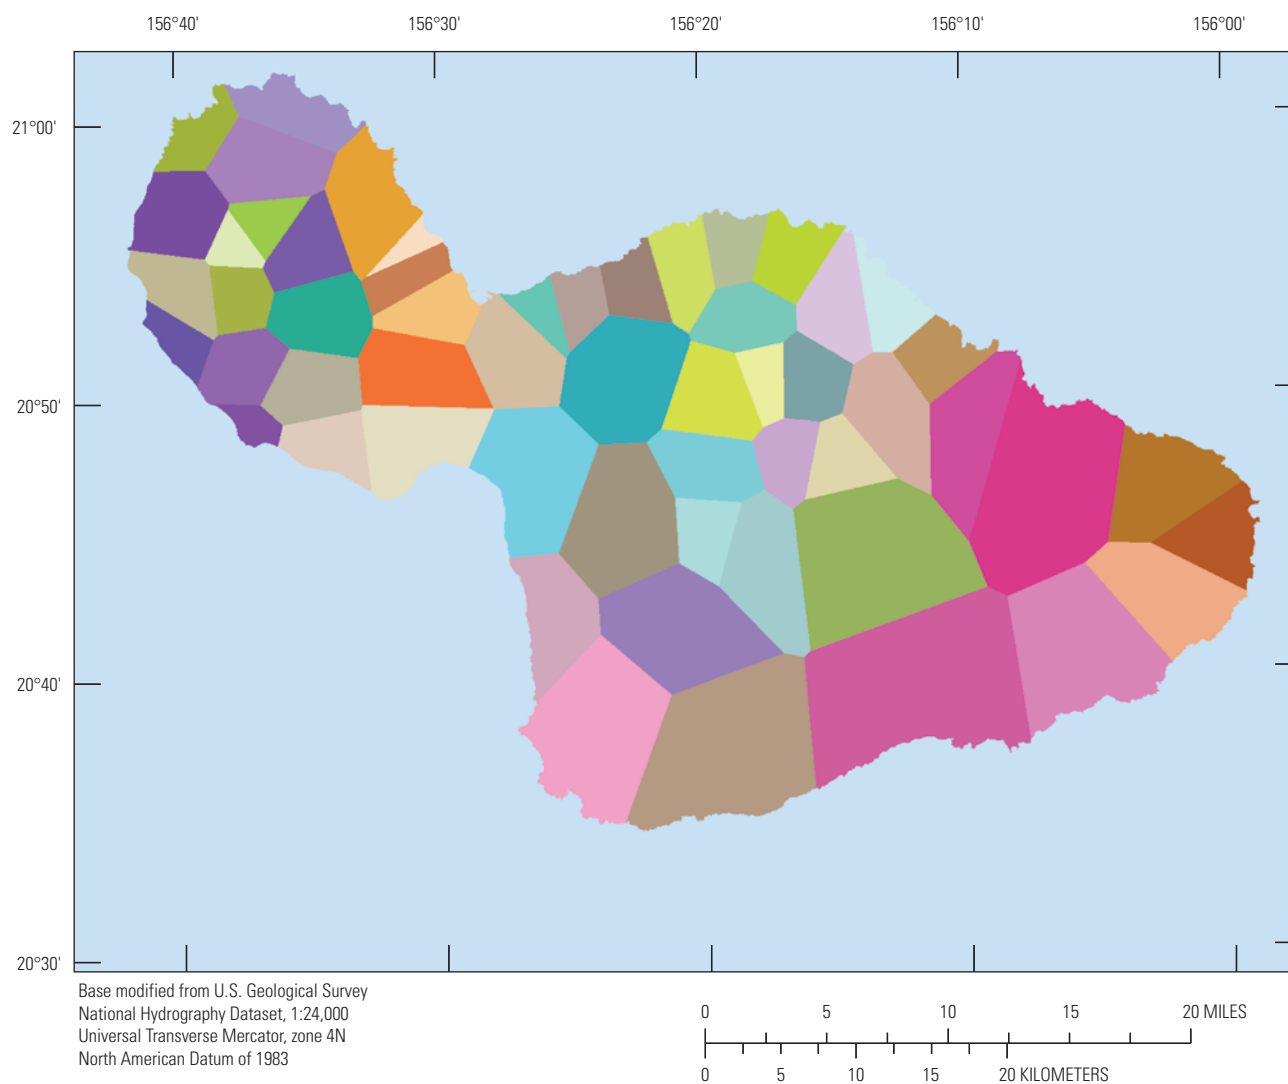 156°40' 156°30' 156°20' 156°10' 156°00'
21°00'
20°50'
20°40'
20°30'
Base modified from U.S. Geological Survey
National Hydrography Dataset, 1:24,000
Universal Transverse Mercator, zone 4N
North American Datum of 1983
0 5 10 15 20 MILES
0 5 10 15 20 KILOMETERS